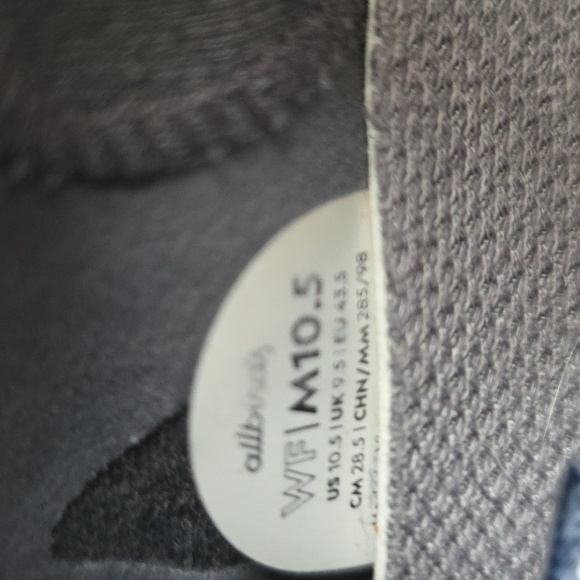 allbirds
WF|M10.5
US 10.5 | UK 9.5 | EU 43.5
CM 28.5 | CHN/MM 285/98